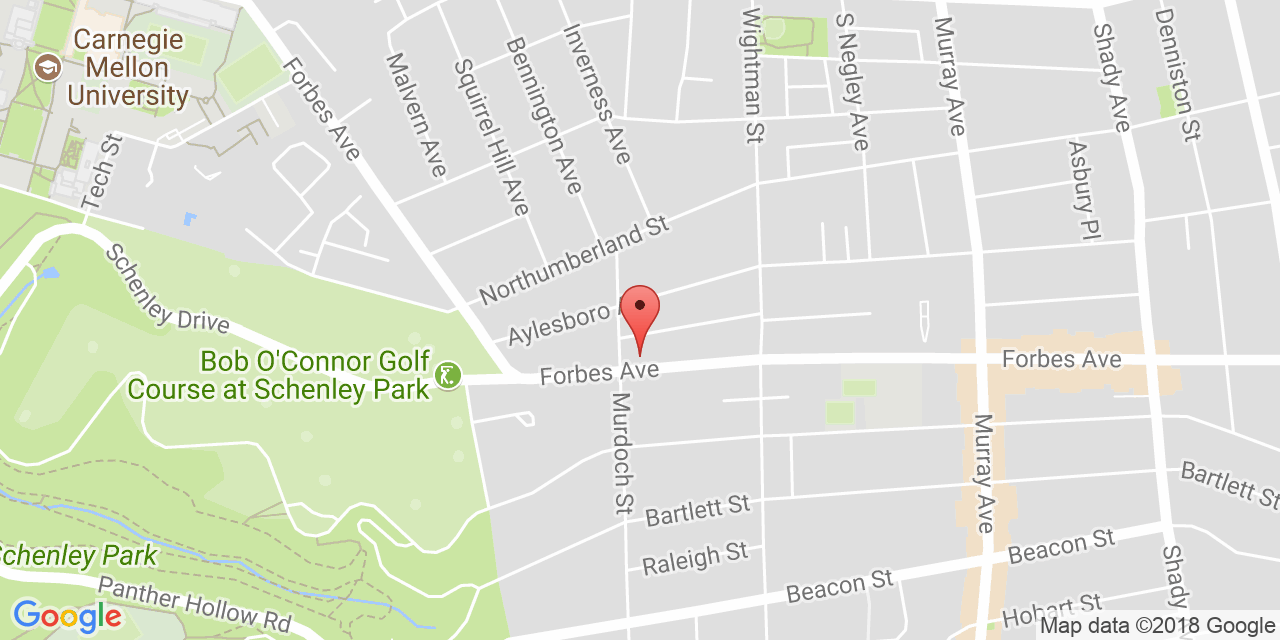 Carnegie
Mellon
University
Tech St
Forbes Ave
Malvern Ave
Squirrel Hill Ave
Bennington Ave
Inverness Ave
Wightman St
S Negley Ave
Murray Ave
Shady Ave
Denniston St
Asbury Pl
Northumberland St
Schenley Drive
Aylesboro
Bob O'Connor Golf
Course at Schenley Park
Forbes Ave
Forbes Ave
Murdoch St
Murray Ave
Bartlett St
Bartlett St
Raleigh St
Beacon St
Beacon St
Schenley Park
Panther Hollow Rd
Shady
Hobart St
Google
Map data ©2018 Google